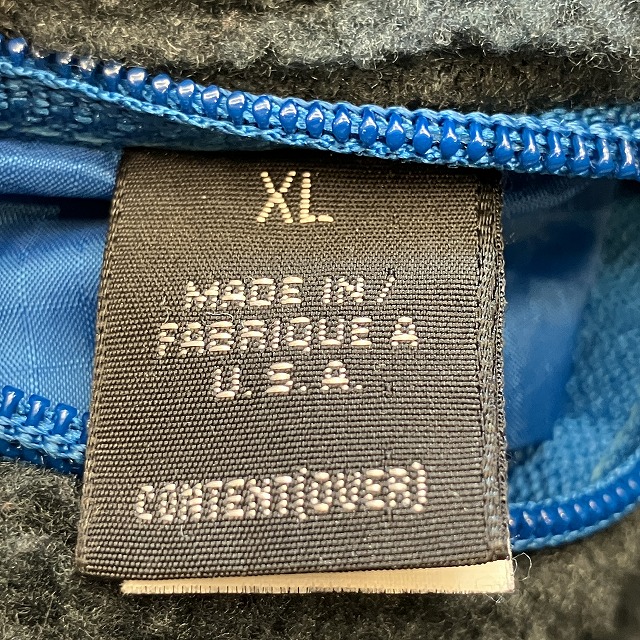 XL
MADE IN/
FABRIQUE A
U.S.A.
CONTENT(OVER)